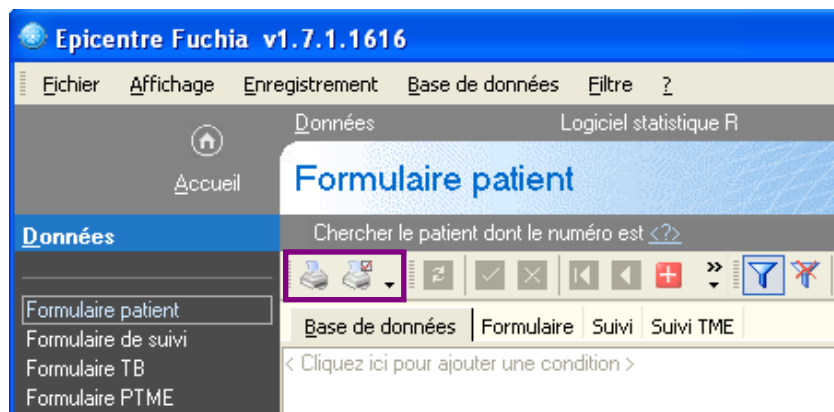 Epicentre Fuchia v1.7.1.1616
Fichier Affichage Enregistrement Base de données Filtre ?
Données Logiciel statistique R
Accueil
Formulaire patient
Données
Chercher le patient dont le numéro est <?>
Formulaire patient
Formulaire de suivi
Formulaire TB
Formulaire PTME
Base de données Formulaire Suivi Suivi TME
< Cliquez ici pour ajouter une condition >